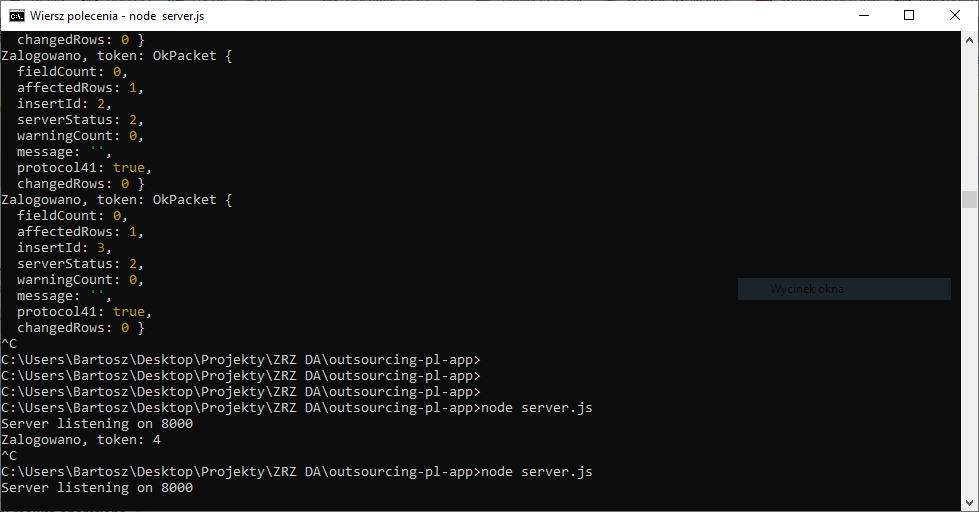 Wiersz polecenia - node  server.js
  changedRows: 0 }
Zalogowano, token: OkPacket {
  fieldCount: 0,
  affectedRows: 1,
  insertId: 2,
  serverStatus: 2,
  warningCount: 0,
  message: '',
  protocol41: true,
  changedRows: 0 }
Zalogowano, token: OkPacket {
  fieldCount: 0,
  affectedRows: 1,
  insertId: 3,
  serverStatus: 2,
  warningCount: 0,
Wycinek okna
  message: '',
  protocol41: true,
  changedRows: 0 }
^C
C:\Users\Bartosz\Desktop\Projekty\ZRZ DA\outsourcing-pl-app>
C:\Users\Bartosz\Desktop\Projekty\ZRZ DA\outsourcing-pl-app>
C:\Users\Bartosz\Desktop\Projekty\ZRZ DA\outsourcing-pl-app>
C:\Users\Bartosz\Desktop\Projekty\ZRZ DA\outsourcing-pl-app>node server.js
Server listening on 8000
Zalogowano, token: 4
^C
C:\Users\Bartosz\Desktop\Projekty\ZRZ DA\outsourcing-pl-app>node server.js
Server listening on 8000